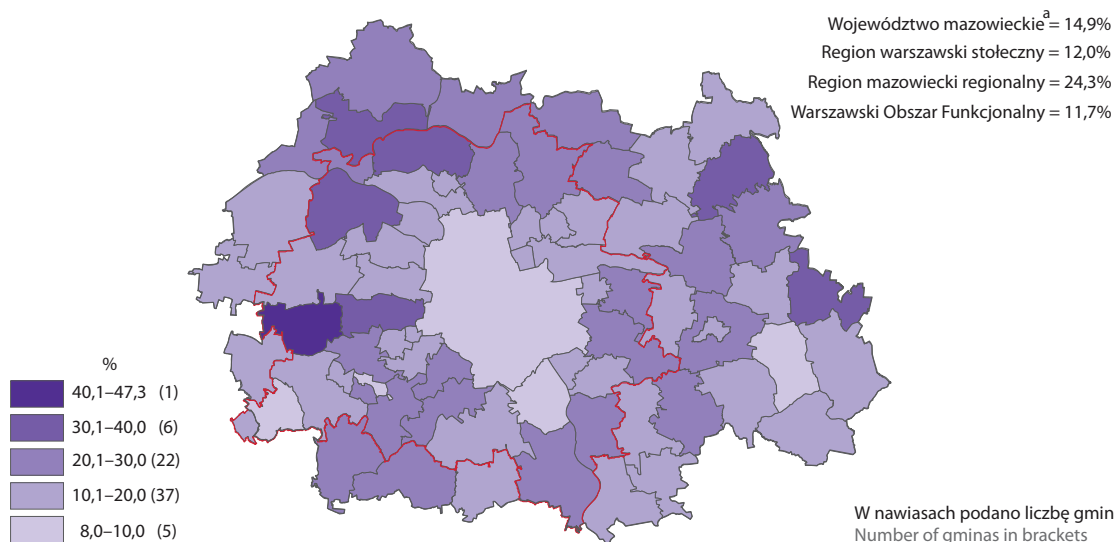 Województwo mazowieckieª = 14,9%
Region warszawski stołeczny = 12,0%
Region mazowiecki regionalny = 24,3%
Warszawski Obszar Funkcjonalny = 11,7%
%
40,1–47,3 (1)
30,1–40,0 (6)
20,1–30,0 (22)
10,1–20,0 (37)
8,0–10,0 (5)
W nawiasach podano liczbę gmin
Number of gminas in brackets